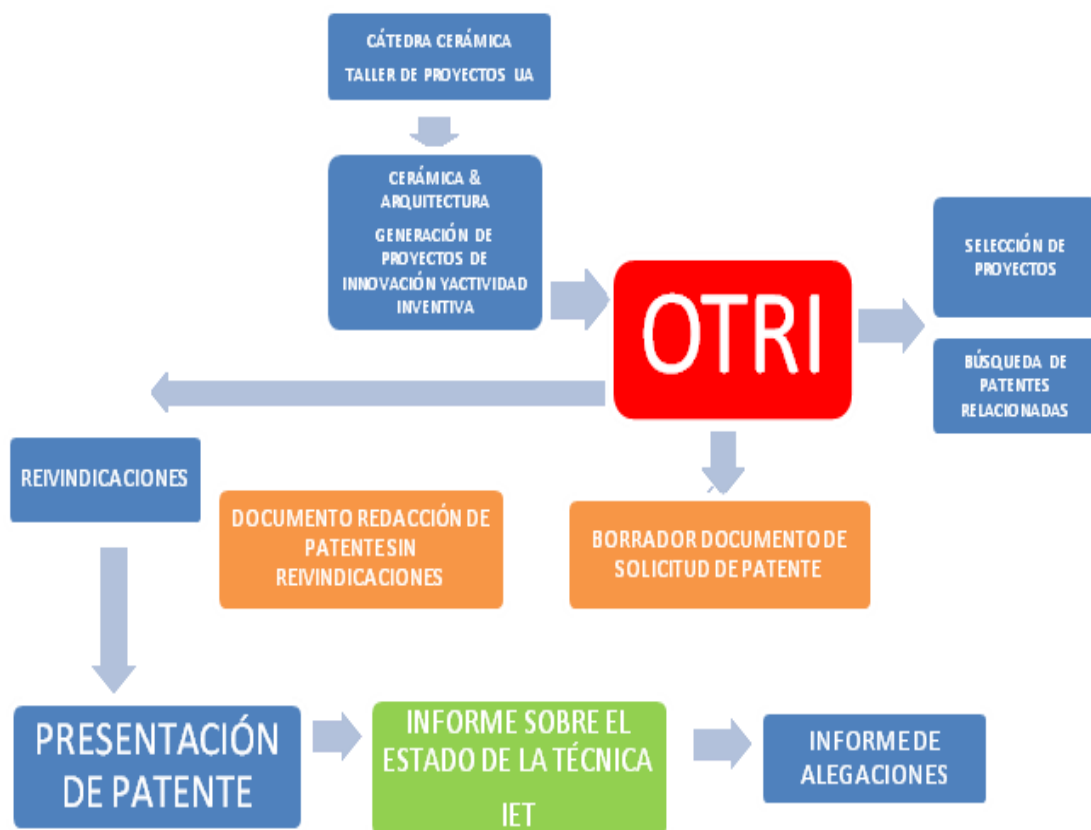 CÁTEDRA CERÁMICA
TALLER DE PROYECTOS UA
CERÁMICA &
ARQUITECTURA
GENERACIÓN DE
PROYECTOS DE
INNOVACIÓN YACTIVIDAD
INVENTIVA
OTRI
SELECCIÓN DE
PROYECTOS
BÚSQUEDA DE
PATENTES
RELACIONADAS
REIVINDICACIONES
DOCUMENTO REDACCIÓN DE
PATENTE SIN
REIVINDICACIONES
BORRADOR DOCUMENTO DE
SOLICITUD DE PATENTE
PRESENTACIÓN
DE PATENTE
INFORME SOBRE EL
ESTADO DE LA TÉCNICA
IET
INFORME DE
ALEGACIONES